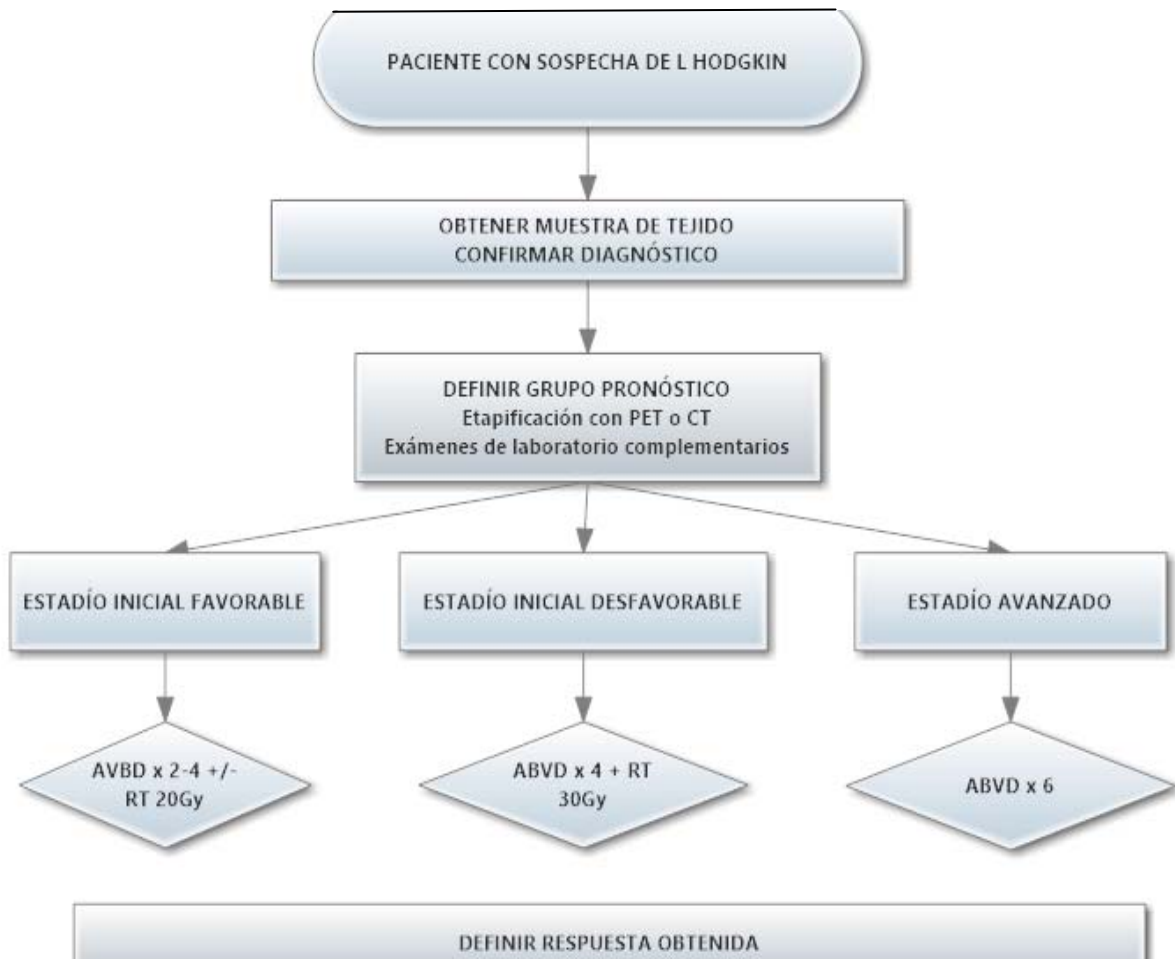 PACIENTE CON SOSPECHA DE L HODGKIN
OBTENER MUESTRA DE TEJIDO
CONFIRMAR DIAGNÓSTICO
DEFINIR GRUPO PRONÓSTICO
Etapificación con PET o CT
Exámenes de laboratorio complementarios
ESTADÍO INICIAL FAVORABLE
ESTADÍO INICIAL DESFAVORABLE
ESTADÍO AVANZADO
AVBD x 2-4 +/-
RT 20Gy
ABVD x 4 + RT
30Gy
ABVD x 6
DEFINIR RESPUESTA OBTENIDA